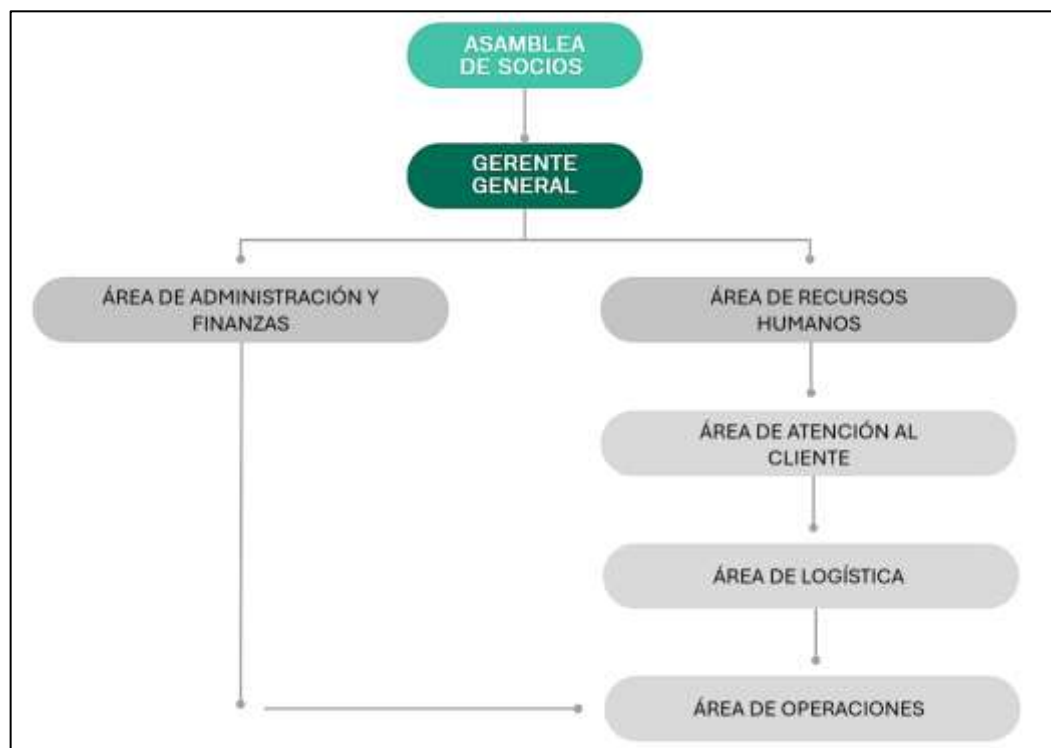 ASAMBLEA
DE SOCIOS
GERENTE
GENERAL
ÁREA DE ADMINISTRACIÓN Y
FINANZAS
ÁREA DE RECURSOS
HUMANOS
ÁREA DE ATENCIÓN AL
CLIENTE
ÁREA DE LOGÍSTICA
ÁREA DE OPERACIONES